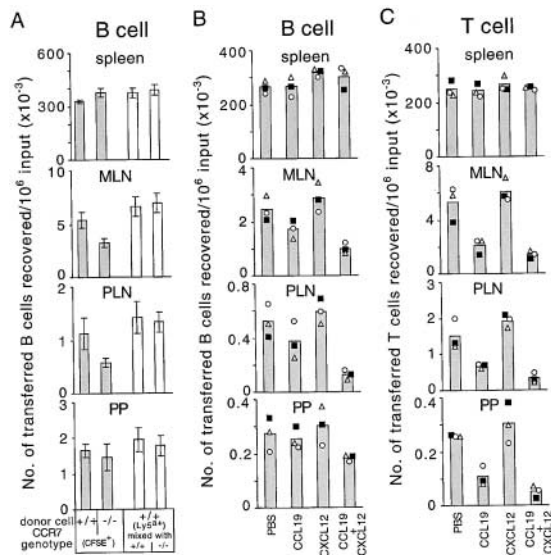 A
B cell
spleen
No. of transferred B cells recovered/10⁶ input (x10⁻³)
600
300
0
MLN
10
5
0
PLN
2
1
0
PP
4
2
0
donor cell CCR7 genotype
+/+ -/-
(CFSE⁺)
+/+
(Ly5ᵃ⁺)
mixed with
+/+ -/-
B
B cell
spleen
No. of transferred B cells recovered/10⁶ input (x10⁻³)
400
200
0
MLN
4
2
0
PLN
0.8
0.4
0
PP
0.4
0.2
0
PBS
CCL19
CXCL12
CCL19
+
CXCL12
C
T cell
spleen
No. of transferred T cells recovered/10⁶ input (x10⁻³)
400
200
0
MLN
8
4
0
PLN
3
2
1
0
PP
0.4
0.2
0
PBS
CCL19
CXCL12
CCL19
+
CXCL12